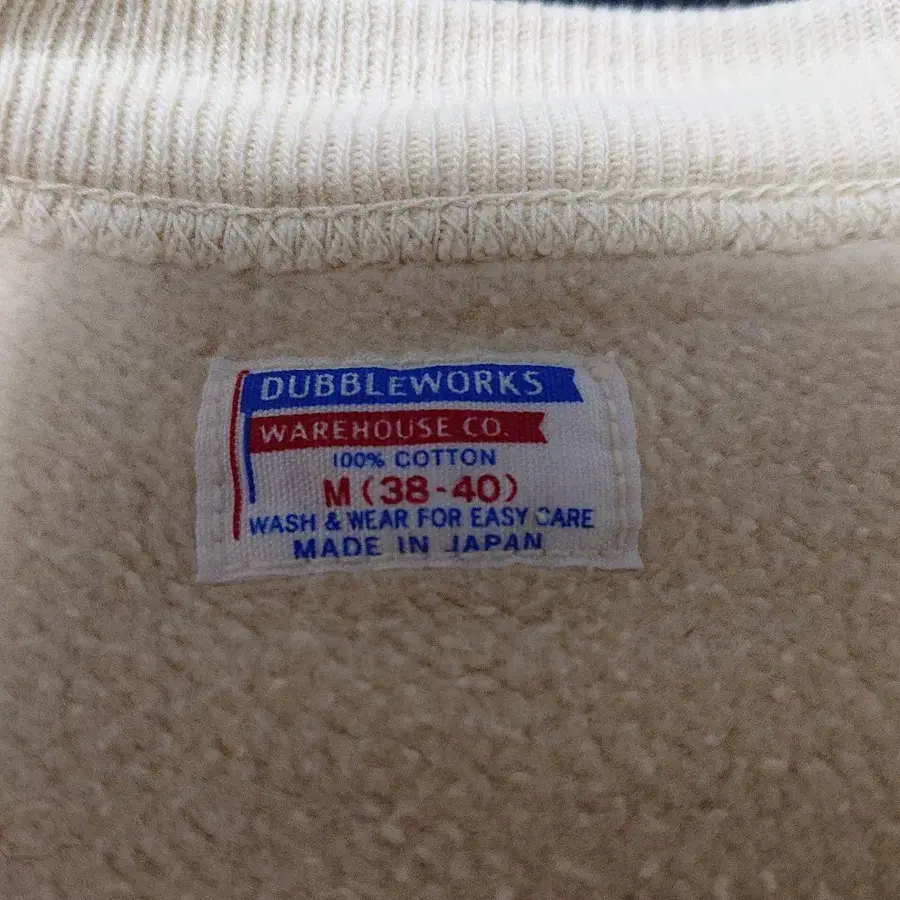 DUBBLEWORKS
WAREHOUSE CO.
100% COTTON
M (38-40)
WASH & WEAR FOR EASY CARE
MADE IN JAPAN